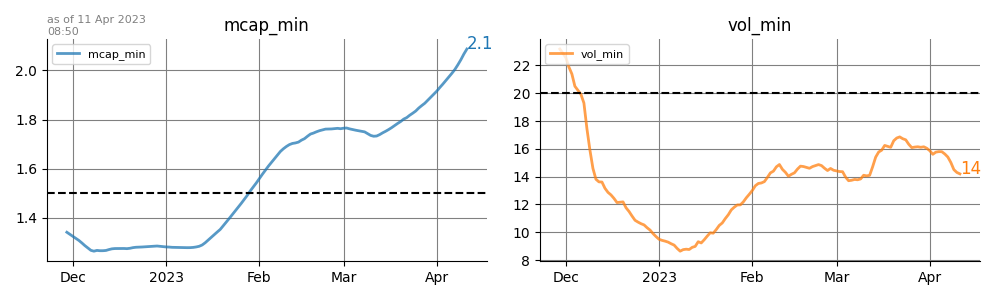 as of 11 Apr 2023
08:50
mcap_min
mcap_min
2.1
2.0
1.8
1.6
1.4
Dec 2023 Feb Mar Apr
vol_min
vol_min
22
20
18
16
14
12
10
8
14
Dec 2023 Feb Mar Apr